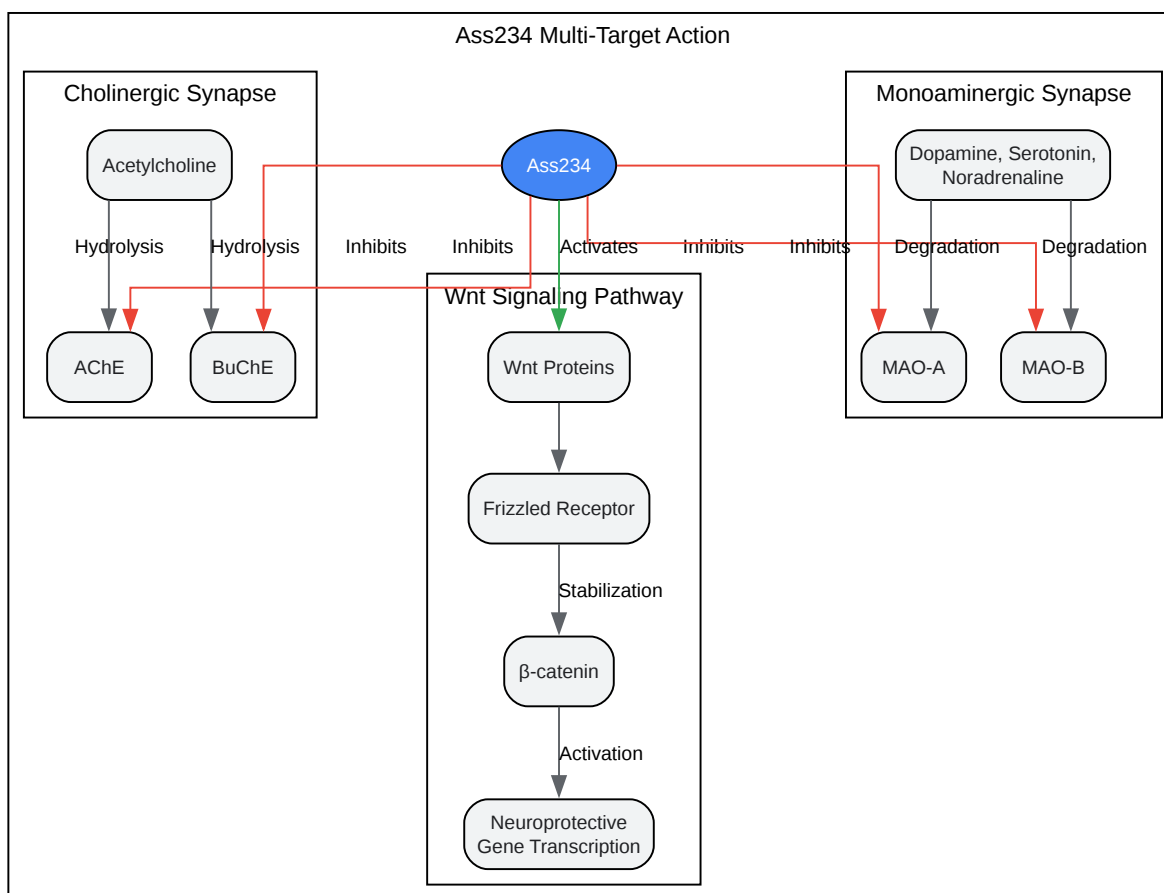 Ass234 Multi-Target Action
Cholinergic Synapse
Monoaminergic Synapse
Acetylcholine
Ass234
Dopamine, Serotonin,
Noradrenaline
Hydrolysis
Hydrolysis
Inhibits
Inhibits
Activates
Inhibits
Inhibits
Degradation
Degradation
Wnt Signaling Pathway
AChE
BuChE
Wnt Proteins
MAO-A
MAO-B
Frizzled Receptor
Stabilization
β-catenin
Activation
Neuroprotective
Gene Transcription